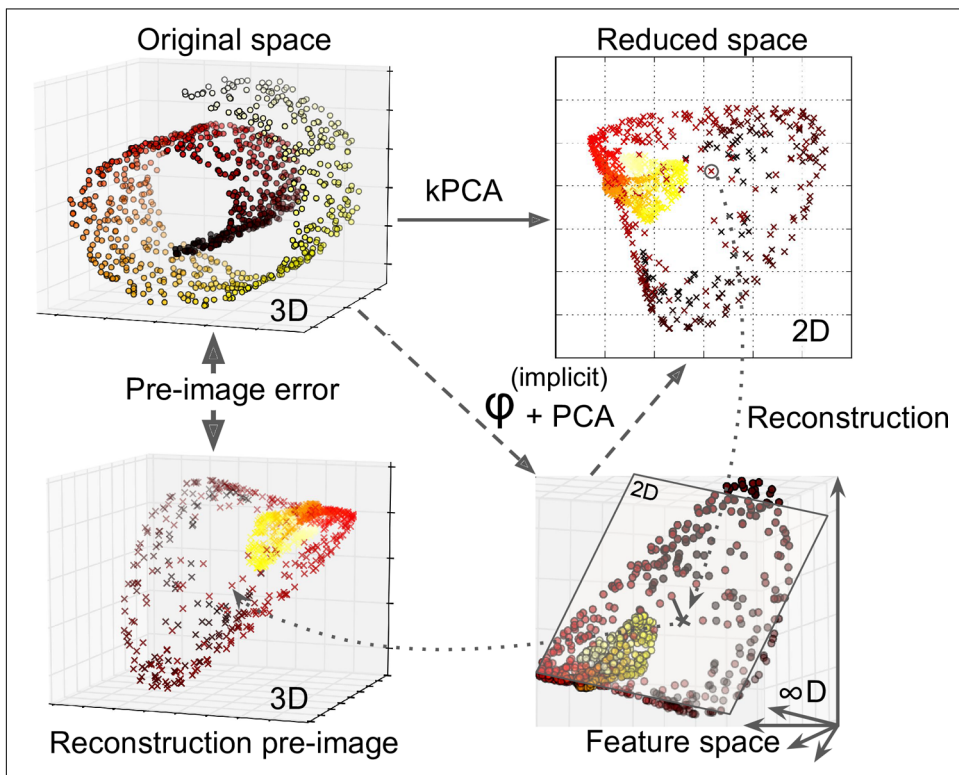 Original space
Reduced space
kPCA
3D
2D
Pre-image error
(implicit)
φ + PCA
Reconstruction
2D
3D
∞D
Reconstruction pre-image
Feature space